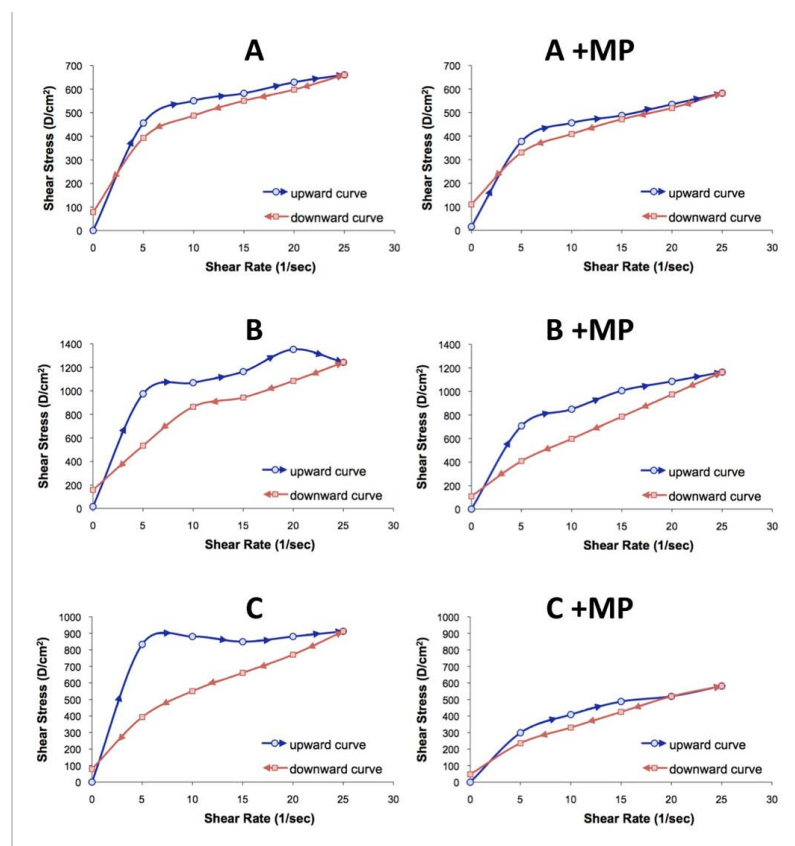 A
Shear Stress (D/cm²)
700
600
500
400
300
200
100
0
upward curve
downward curve
0 5 10 15 20 25 30
Shear Rate (1/sec)
A +MP
Shear Stress (D/cm²)
700
600
500
400
300
200
100
0
upward curve
downward curve
0 5 10 15 20 25 30
Shear Rate (1/sec)
B
Shear Stress (D/cm²)
1400
1200
1000
800
600
400
200
0
upward curve
downward curve
0 5 10 15 20 25 30
Shear Rate (1/sec)
B +MP
Shear Stress (D/cm²)
1400
1200
1000
800
600
400
200
0
upward curve
downward curve
0 5 10 15 20 25 30
Shear Rate (1/sec)
C
Shear Stress (D/cm²)
1000
900
800
700
600
500
400
300
200
100
0
upward curve
downward curve
0 5 10 15 20 25 30
Shear Rate (1/sec)
C +MP
Shear Stress (D/cm²)
1000
900
800
700
600
500
400
300
200
100
0
upward curve
downward curve
0 5 10 15 20 25 30
Shear Rate (1/sec)